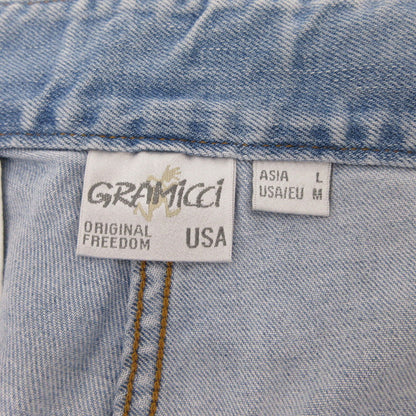 GRAMICCI
ORIGINAL
FREEDOM USA
ASIA L
USA/EU M